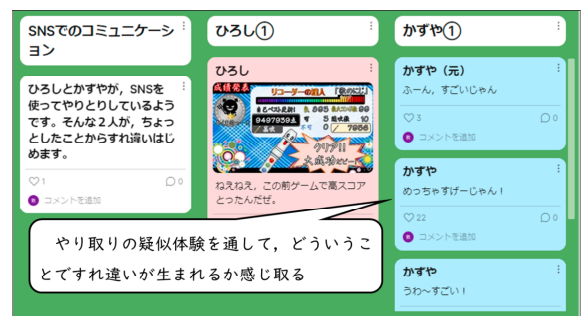 SNSでのコミュニケーシ
ョン
ひろしとかずやが，SNSを
使ってやりとりしているよう
です。そんな２人が，ちょっ
としたことからすれ違いはじ
めます。
1
0
コメントを追加
ひろし①
ひろし
成績発表
リコーダーの達人
9497959点
クリア!!
ねえねえ，この前ゲームで高スコア
とったんだぜ。
かずや①
かずや（元）
ふーん，すごいじゃん
3
0
コメントを追加
かずや
めっちゃすげーじゃん！
22
0
コメントを追加
かずや
うわ〜すごい！
やり取りの疑似体験を通して，どういうこ
とですれ違いが生まれるか感じ取る